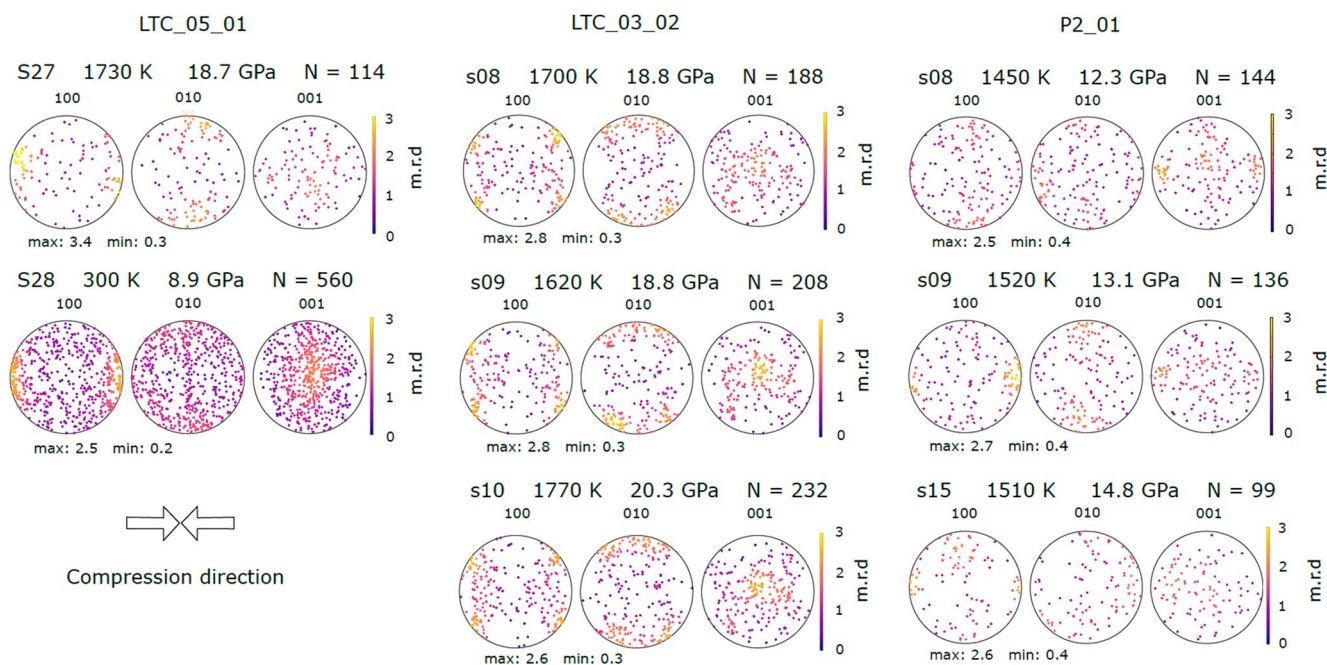 LTC_05_01
S27 1730 K 18.7 GPa N = 114
100 010 001
3
2
1
0
m.r.d
max: 3.4 min: 0.3
S28 300 K 8.9 GPa N = 560
100 010 001
3
2
1
0
m.r.d
max: 2.5 min: 0.2
Compression direction
LTC_03_02
s08 1700 K 18.8 GPa N = 188
100 010 001
3
2
1
0
m.r.d
max: 2.8 min: 0.3
s09 1620 K 18.8 GPa N = 208
100 010 001
3
2
1
0
m.r.d
max: 2.8 min: 0.3
s10 1770 K 20.3 GPa N = 232
100 010 001
3
2
1
0
m.r.d
max: 2.6 min: 0.3
P2_01
s08 1450 K 12.3 GPa N = 144
100 010 001
3
2
1
0
m.r.d
max: 2.5 min: 0.4
s09 1520 K 13.1 GPa N = 136
100 010 001
3
2
1
0
m.r.d
max: 2.7 min: 0.4
s15 1510 K 14.8 GPa N = 99
100 010 001
3
2
1
0
m.r.d
max: 2.6 min: 0.4